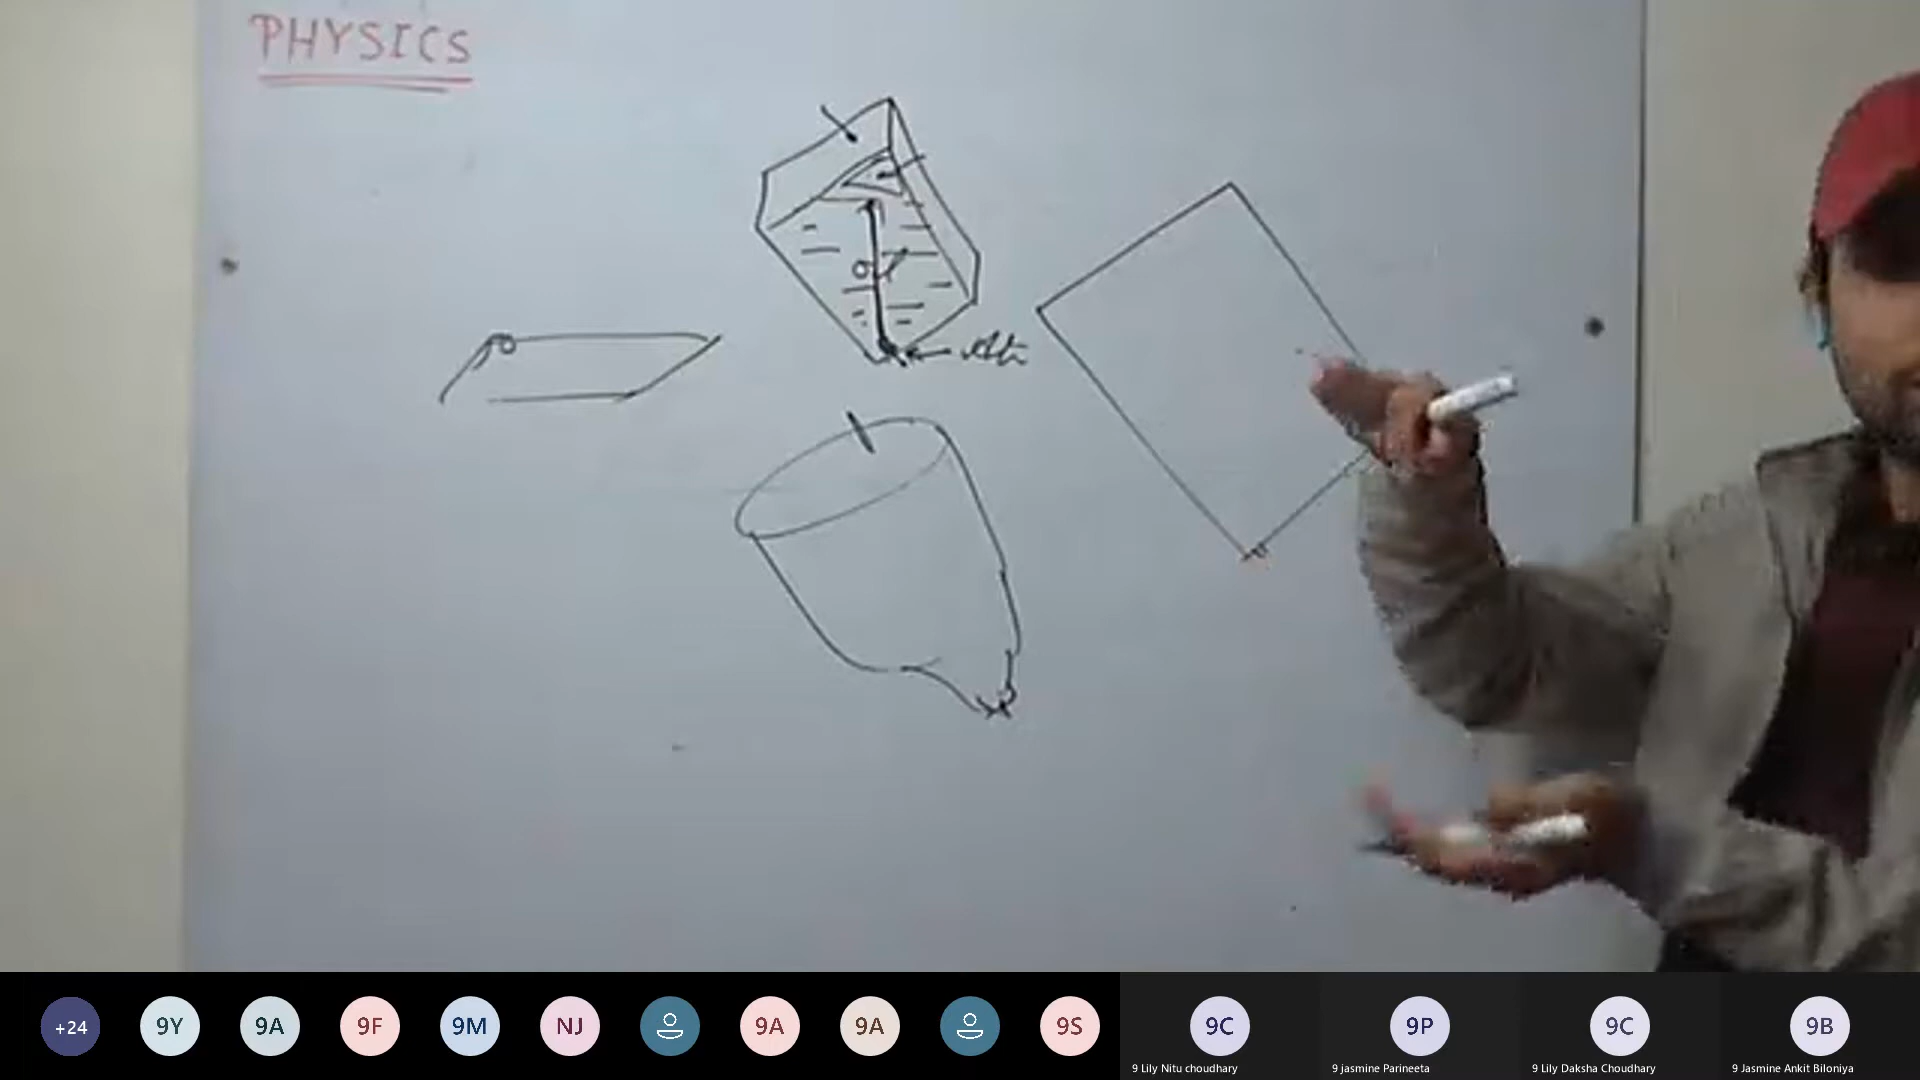 PHYSICS
oil
+24
9Y
9A
9F
9M
NJ
9A
9A
9S
9C
9P
9C
9B
9 Lily Nitu choudhary
9 jasmine Parineeta
9 Lily Daksha Choudhary
9 Jasmine Ankit Biloniya